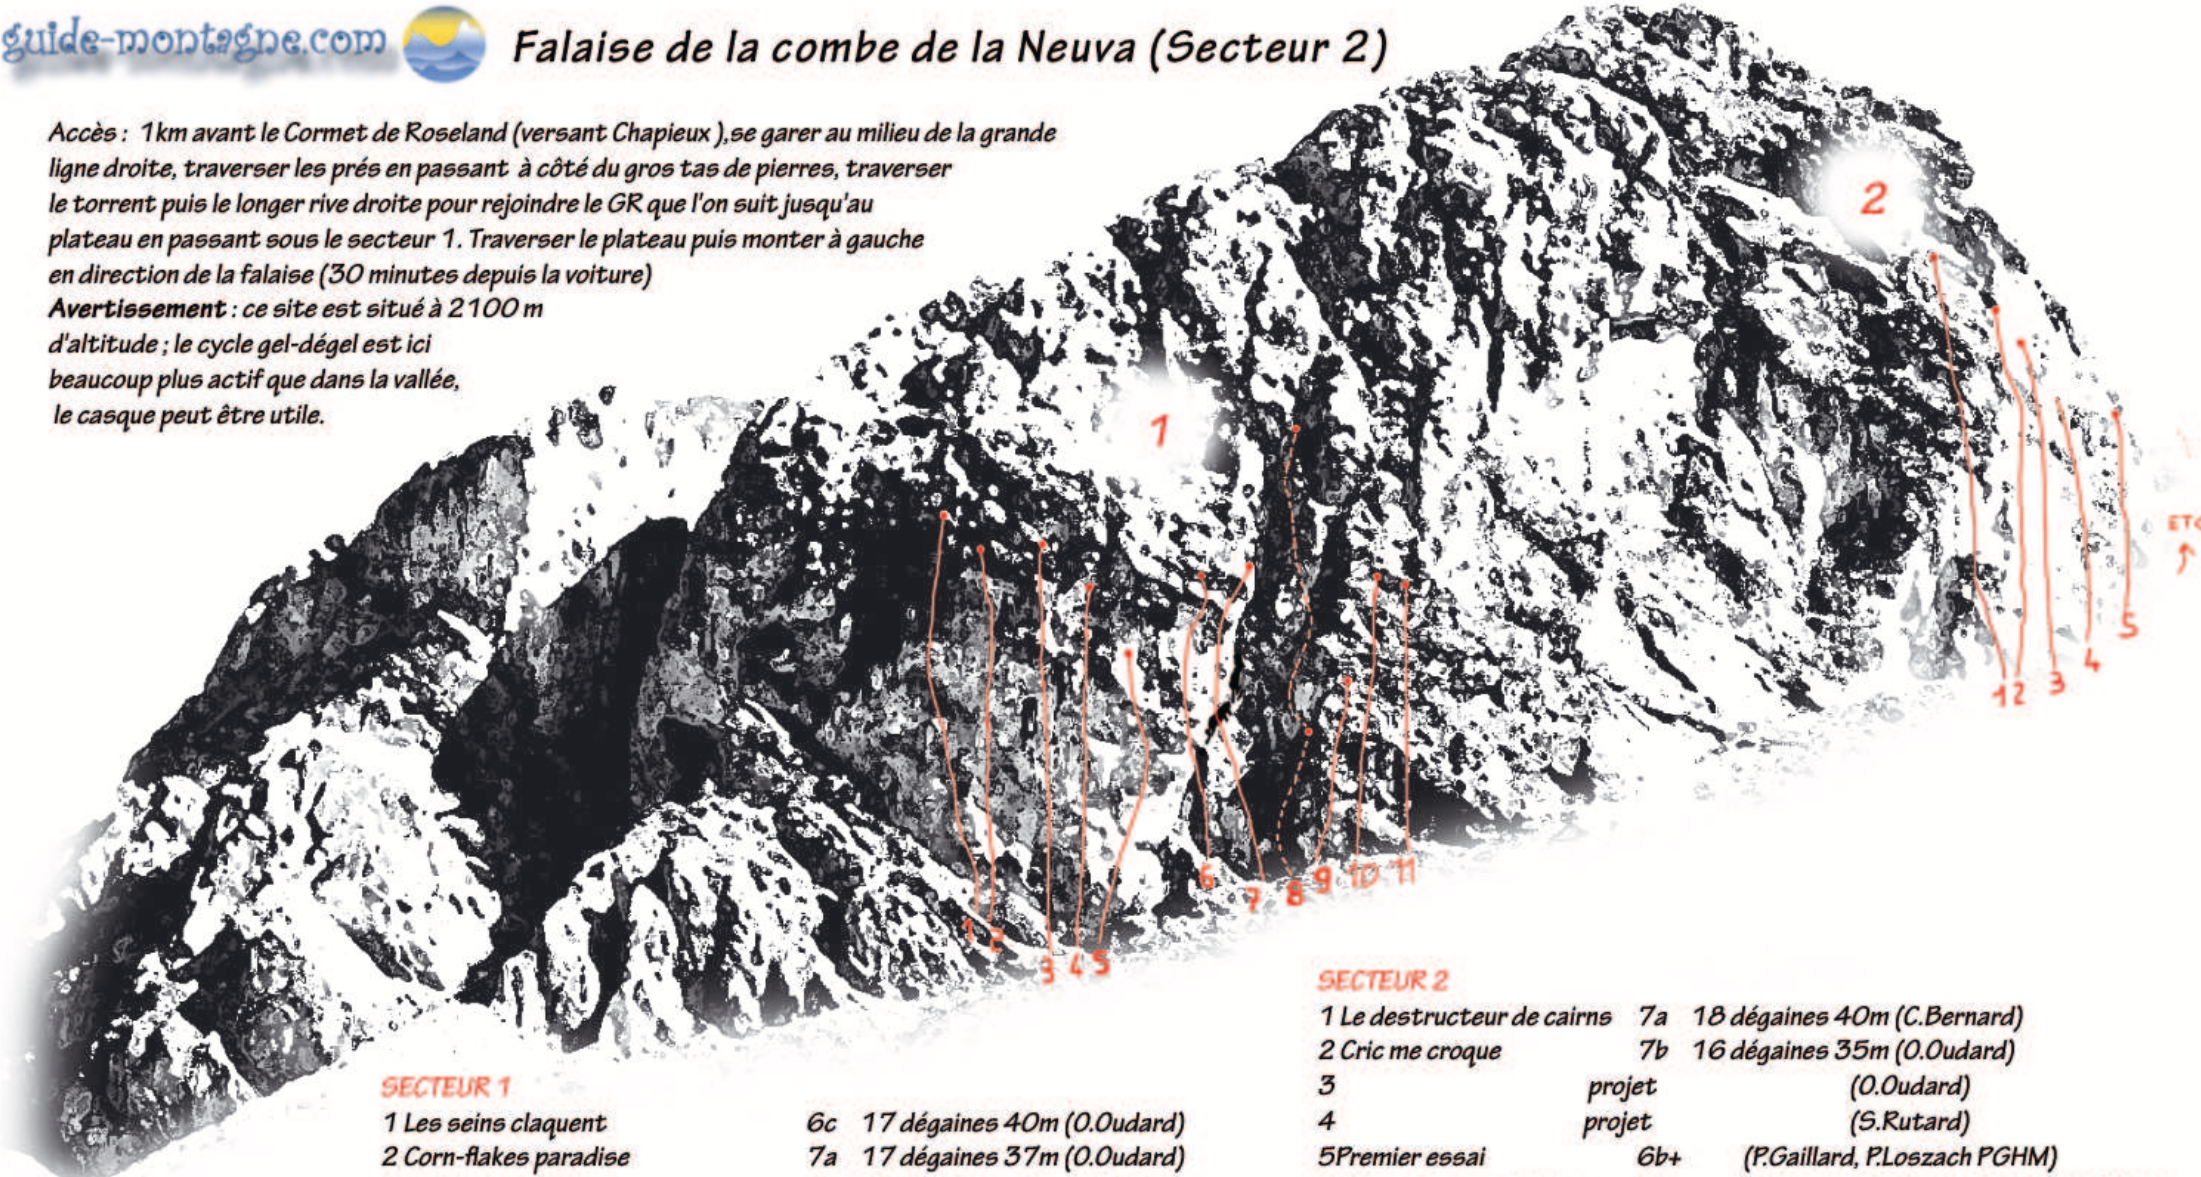 guide-montagne.com
Falaise de la combe de la Neuva (Secteur 2)
Accès : 1km avant le Cormet de Roseland (versant Chapieux ),se garer au milieu de la grande
ligne droite, traverser les prés en passant à côté du gros tas de pierres, traverser
le torrent puis le longer rive droite pour rejoindre le GR que l'on suit jusqu'au
plateau en passant sous le secteur 1. Traverser le plateau puis monter à gauche
en direction de la falaise (30 minutes depuis la voiture)
Avertissement : ce site est situé à 2100 m
d'altitude ; le cycle gel-dégel est ici
beaucoup plus actif que dans la vallée,
le casque peut être utile.
2
1
1 2 3 4 5
6 7 8 9 10 11
1 2 3 4 5
SECTEUR 1
1 Les seins claquent 6c 17 dégaines 40m (O.Oudard)
2 Corn-flakes paradise 7a 17 dégaines 37m (O.Oudard)
SECTEUR 2
1 Le destructeur de cairns 7a 18 dégaines 40m (C.Bernard)
2 Cric me croque 7b 16 dégaines 35m (O.Oudard)
3 projet (O.Oudard)
4 projet (S.Rutard)
5Premier essai 6b+ (P.Gaillard, P.Loszach PGHM)